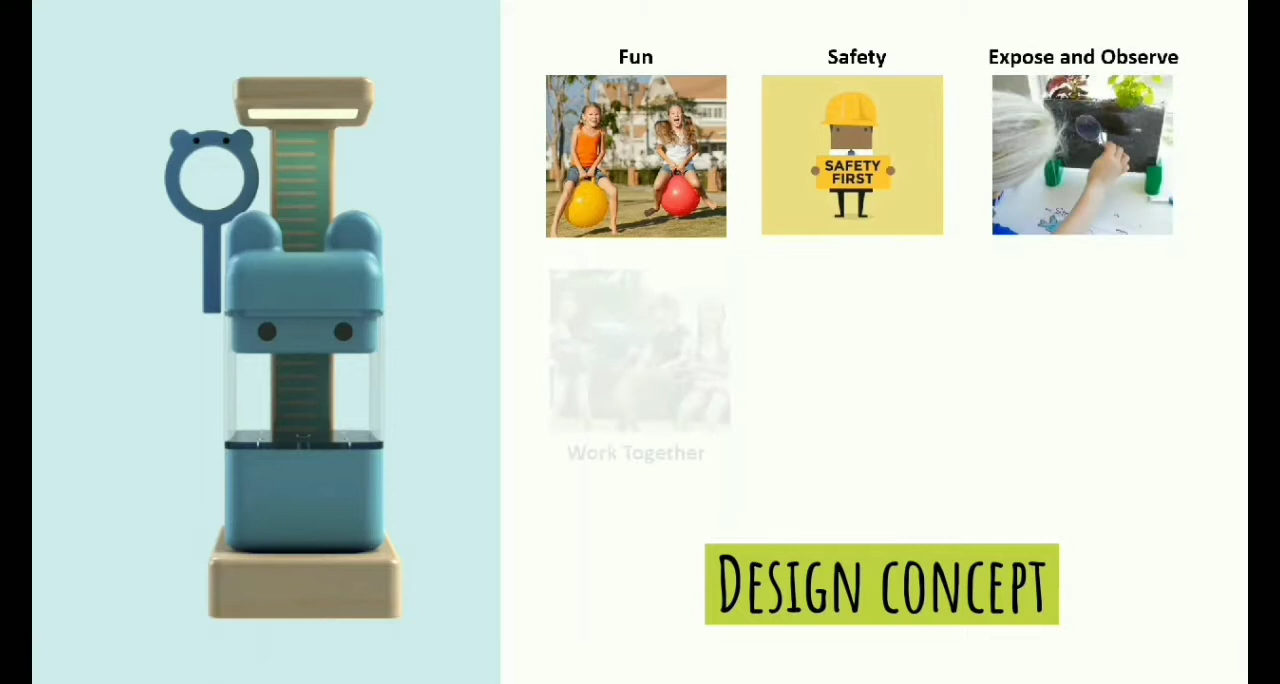 Fun
Safety
Expose and Observe
SAFETY
FIRST
Work Together
DESIGN CONCEPT